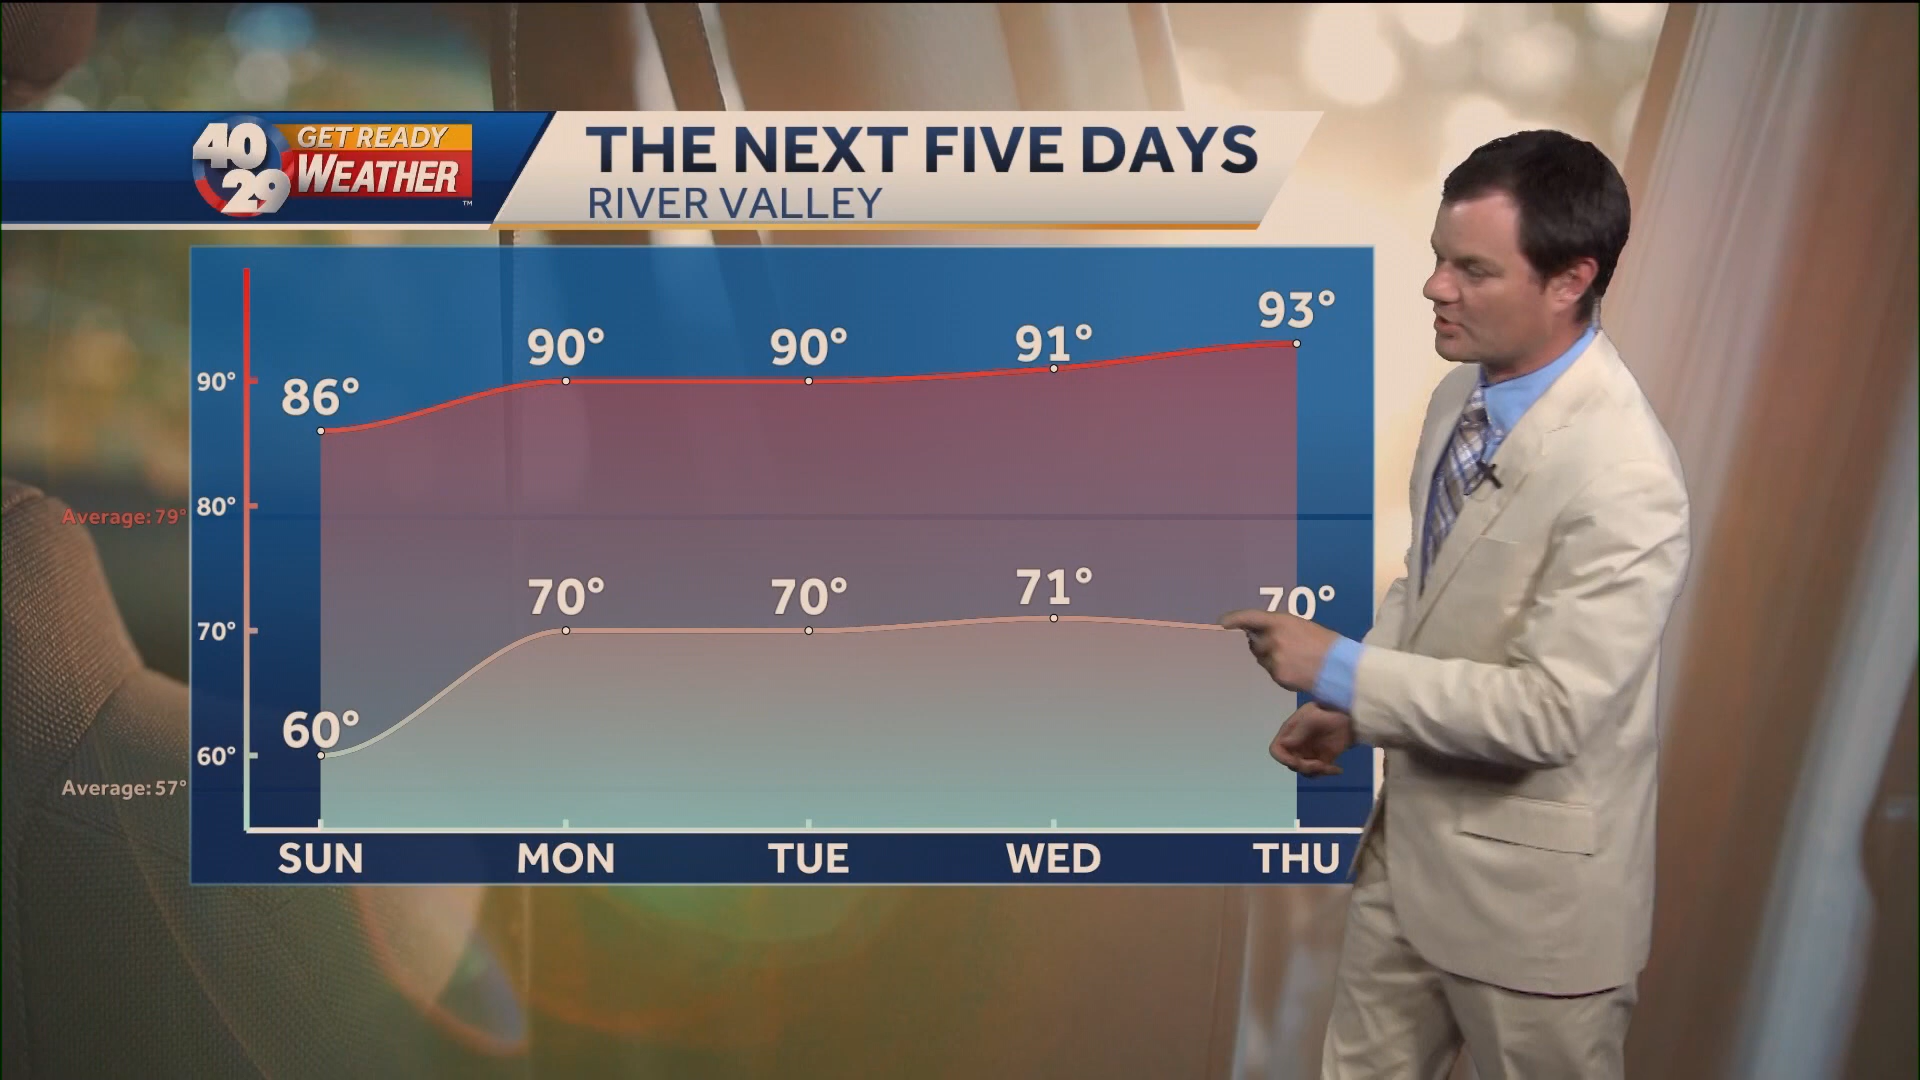 40
29
GET READY
WEATHER
™
THE NEXT FIVE DAYS
RIVER VALLEY
93°
90°
90°
91°
86°
90°
80°
Average: 79°
70°
70°
71°
70°
70°
60°
60°
Average: 57°
SUN
MON
TUE
WED
THU